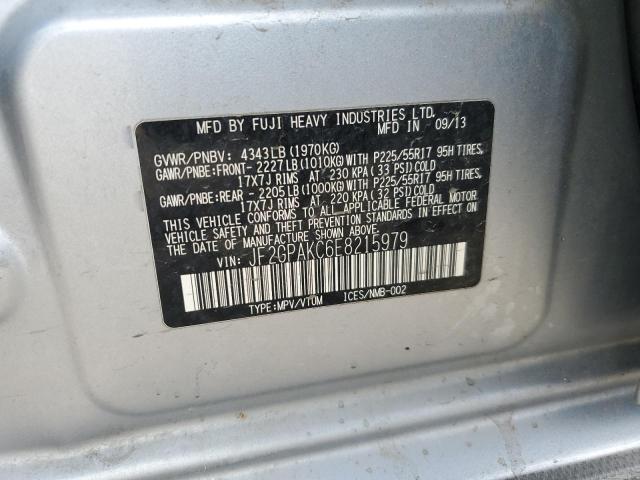 MFD BY FUJI HEAVY INDUSTRIES LTD.
MFD IN 09/13
GVWR/PNBV: 4343LB(1970KG)
GAWR/PNBE:FRONT- 2227LB(1010KG)WITH P225/55R17 95H TIRES,
17X7J RIMS AT 230 KPA(33 PSI)COLD
GAWR/PNBE:REAR - 2205LB(1000KG)WITH P225/55R17 95H TIRES,
17X7J RIMS AT 220 KPA(32 PSI)COLD
THIS VEHICLE CONFORMS TO ALL APPLICABLE FEDERAL MOTOR
VEHICLE SAFETY AND THEFT PREVENTION STANDARDS IN EFFECT ON
THE DATE OF MANUFACTURE SHOWN ABOVE.
VIN: JF2GPAKC6E8215979
TYPE:MPV/VTUM ICES/NMB-002